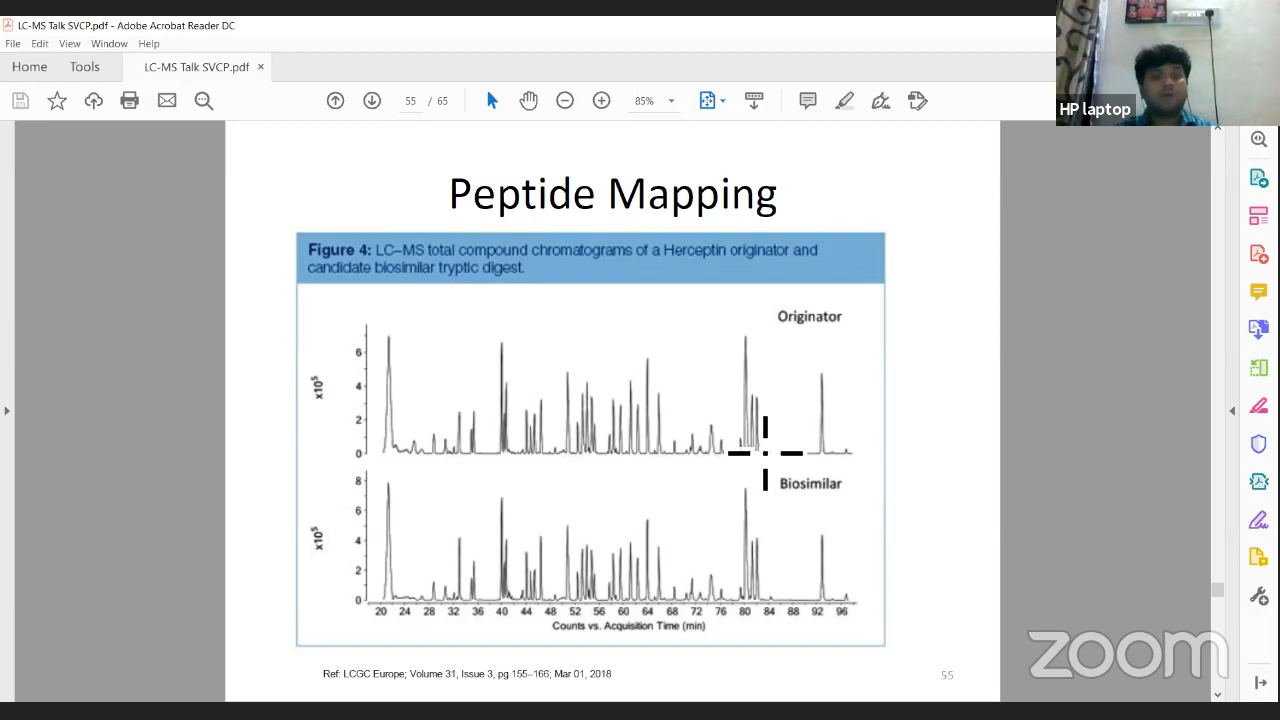 LC-MS Talk SVCP.pdf - Adobe Acrobat Reader DC
File Edit View Window Help
Home Tools LC-MS Talk SVCP.pdf ×
55 / 65 85%
HP laptop
Peptide Mapping
Figure 4: LC–MS total compound chromatograms of a Herceptin originator and
candidate biosimilar tryptic digest.
Originator
x10⁵
6
4
2
0
Biosimilar
x10⁵
8
6
4
2
0
20 24 28 32 36 40 44 48 52 56 60 64 68 72 76 80 84 88 92 96
Counts vs. Acquisition Time (min)
Ref: LCGC Europe; Volume 31, Issue 3, pg 155–166; Mar 01, 2018
55
zoom